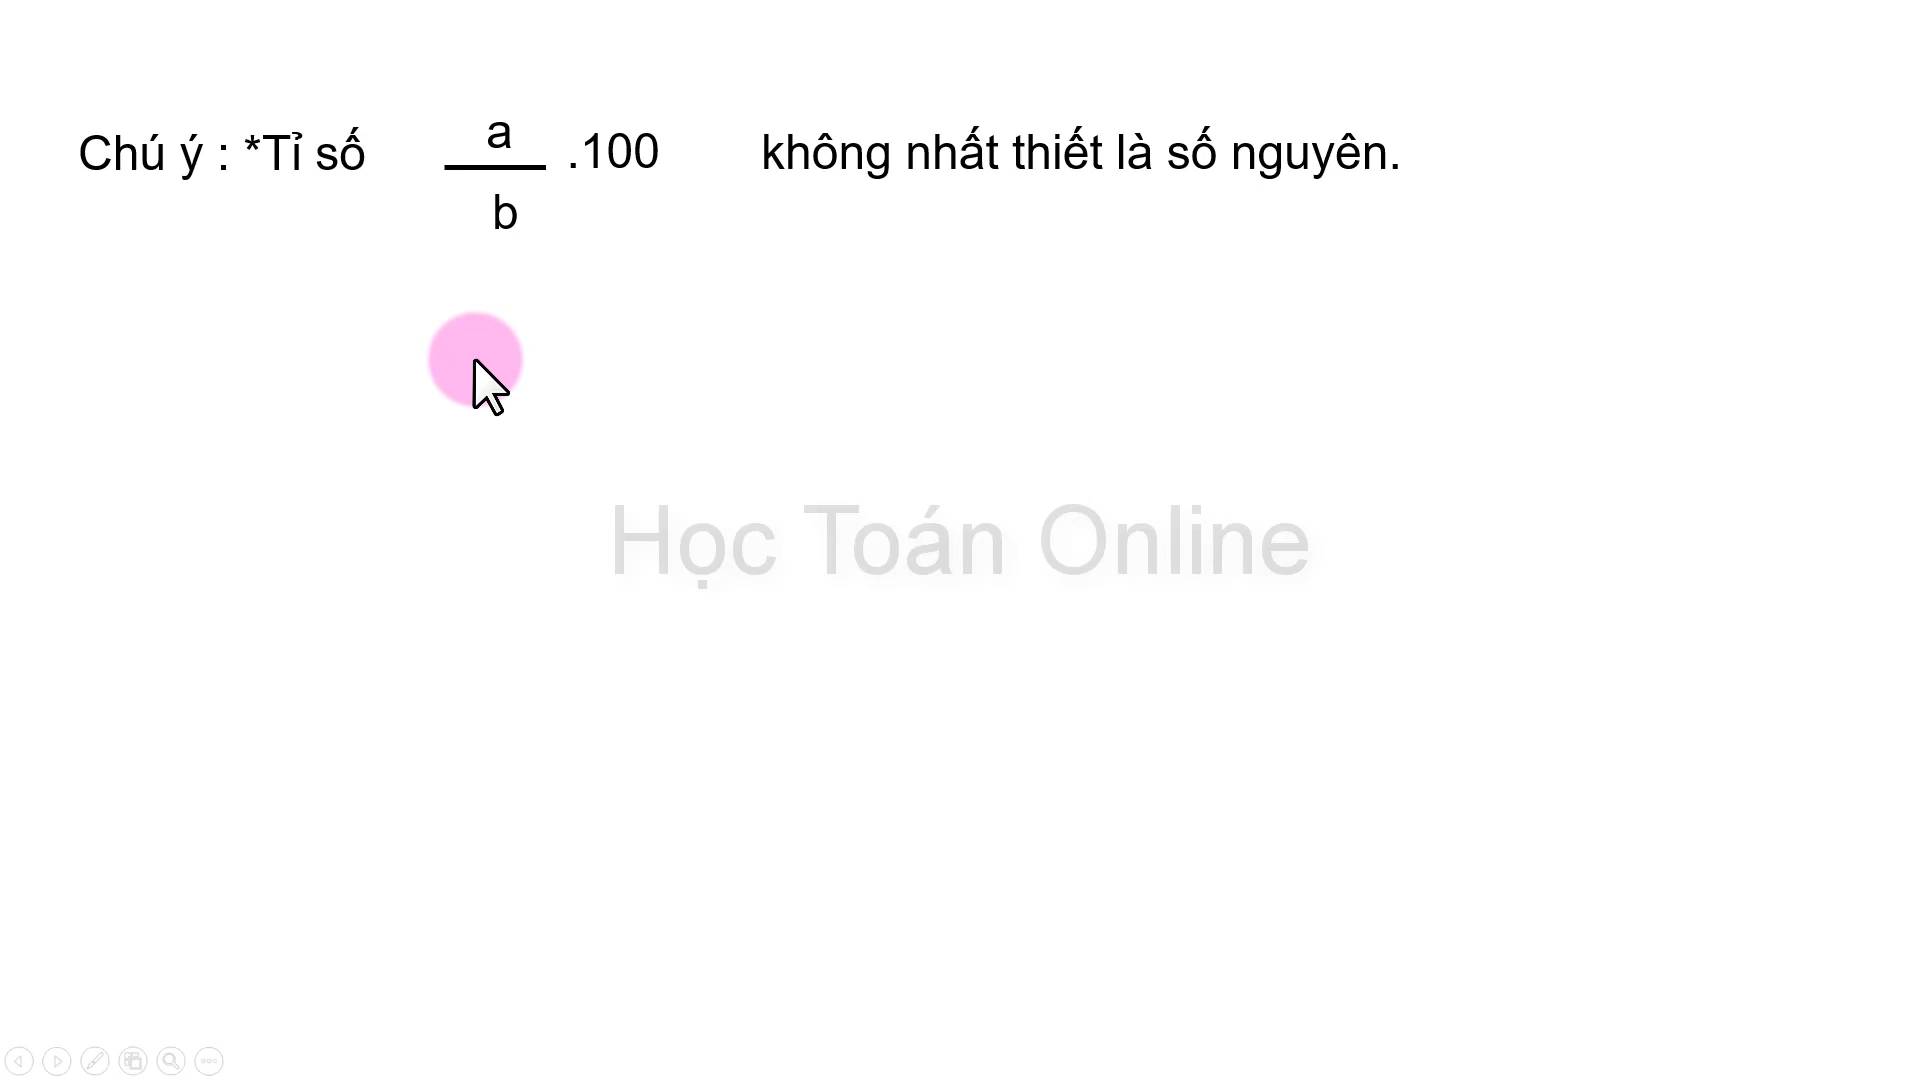 Chú ý : *Tỉ số a/b .100 không nhất thiết là số nguyên.
Học Toán Online